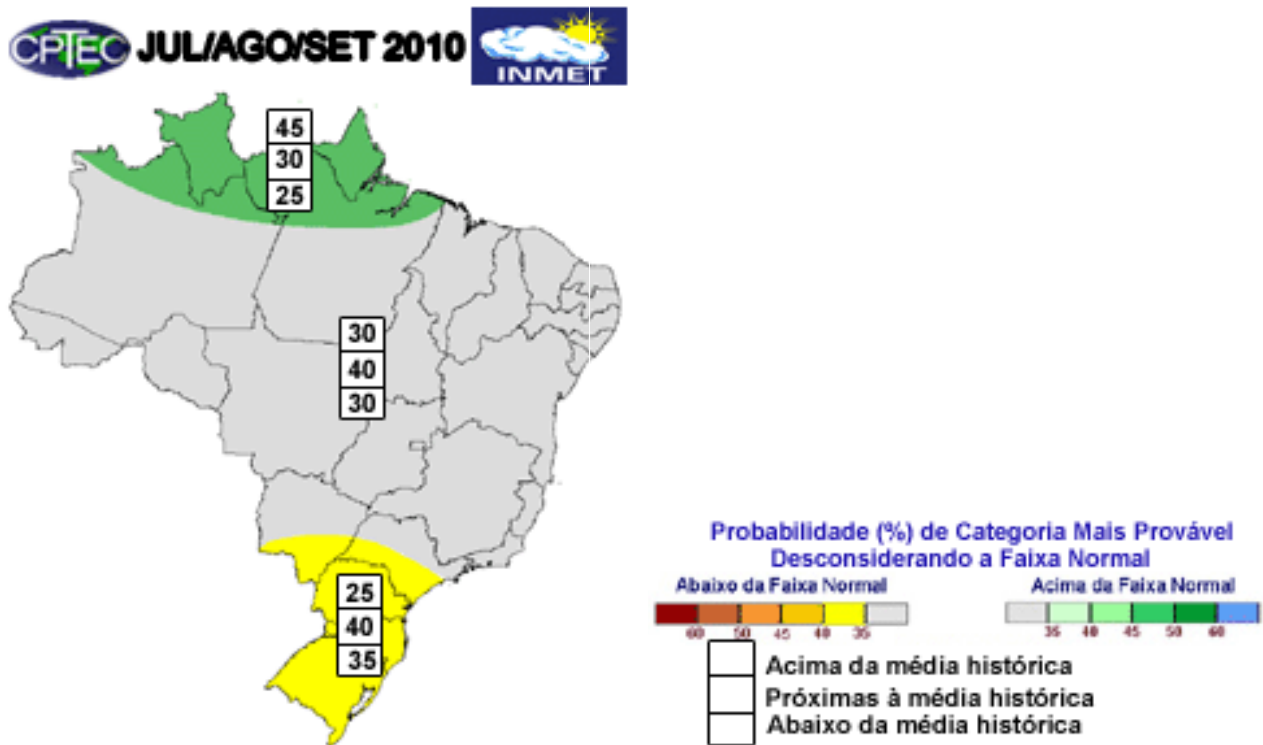 CPTEC JUL/AGO/SET 2010 INMET
45
30
25
30
40
30
25
40
35
Probabilidade (%) de Categoria Mais Provável
Desconsiderando a Faixa Normal
Abaixo da Faixa Normal
Acima da Faixa Normal
60 50 45 40 35
35 40 45 50 60
Acima da média histórica
Próximas à média histórica
Abaixo da média histórica